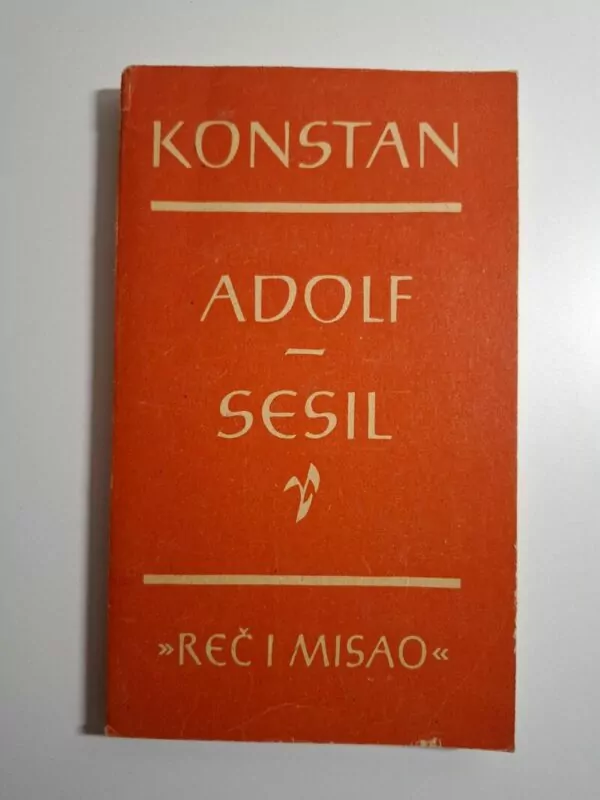 KONSTAN
ADOLF
–
SESIL
»REČ I MISAO«